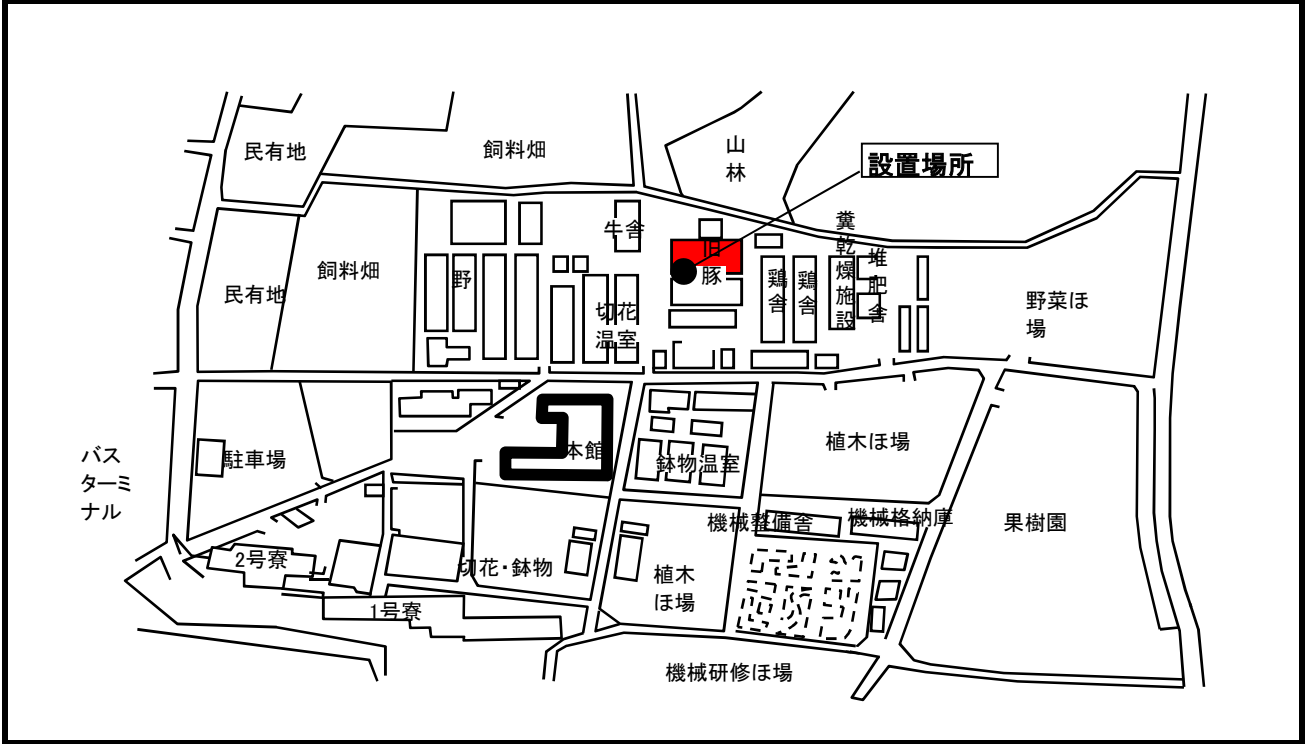 民有地
飼料畑
山
林
設置場所
牛舎
旧
豚
糞
乾
燥
施
設
堆
肥
舎
飼料畑
民有地
野
切花
温室
鶏
舎
鶏
舎
野菜ほ
場
バス
ターミ
ナル
駐車場
本館
鉢物温室
植木ほ場
機械整備舎
機械格納庫
果樹園
2号寮
切花・鉢物
植木
ほ場
1号寮
機械研修ほ場